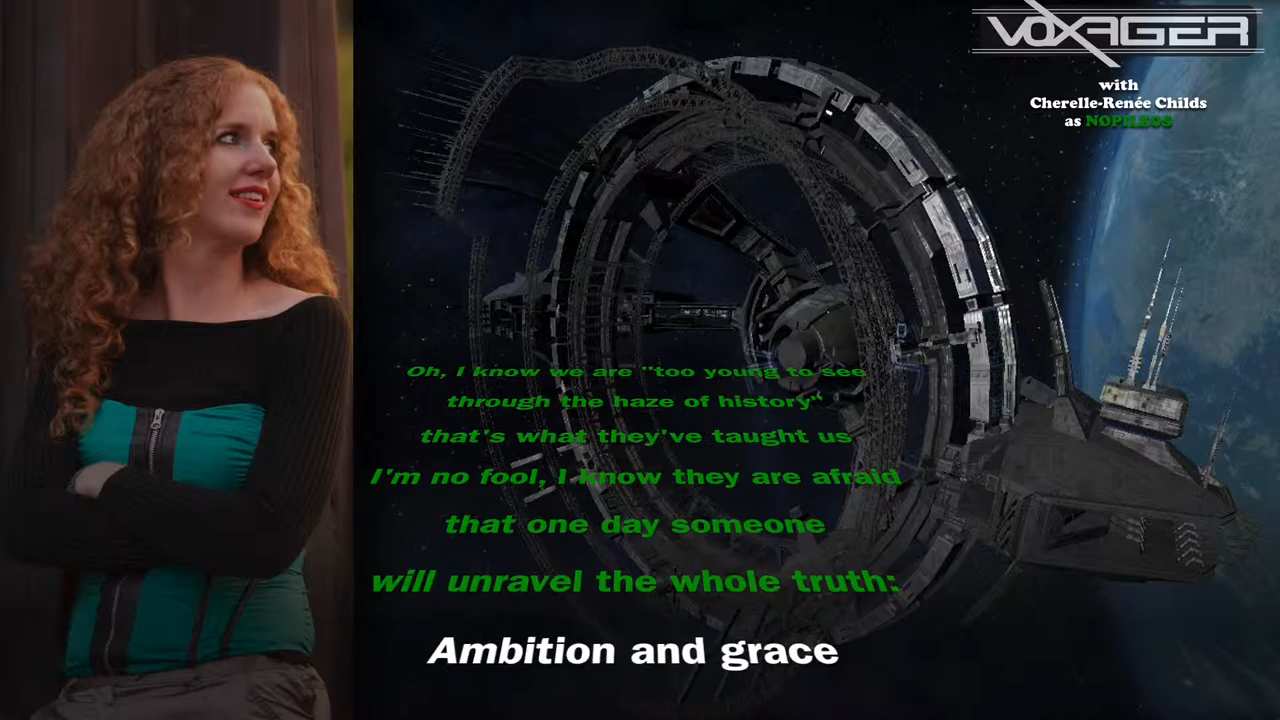 VOXAGER
with
Cherelle-Renée Childs
as NOPILEOS
Oh, I know we are "too young to see
through the haze of history"
that's what they've taught us
I'm no fool, I know they are afraid
that one day someone
will unravel the whole truth:
Ambition and grace